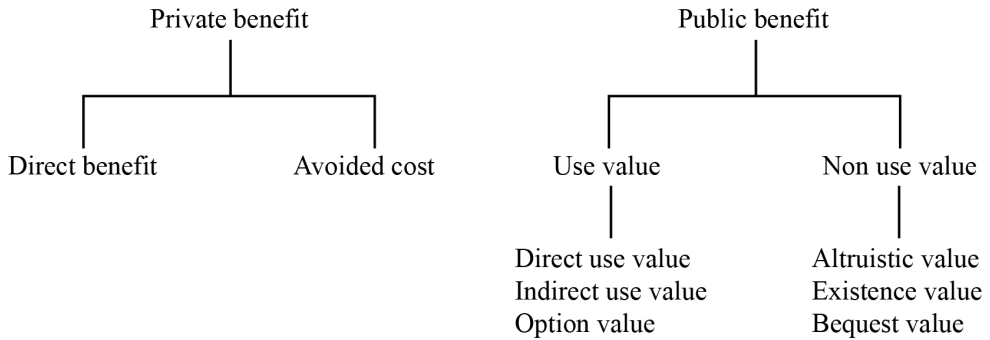 Private benefit
Public benefit
Direct benefit
Avoided cost
Use value
Non use value
Direct use value
Indirect use value
Option value
Altruistic value
Existence value
Bequest value